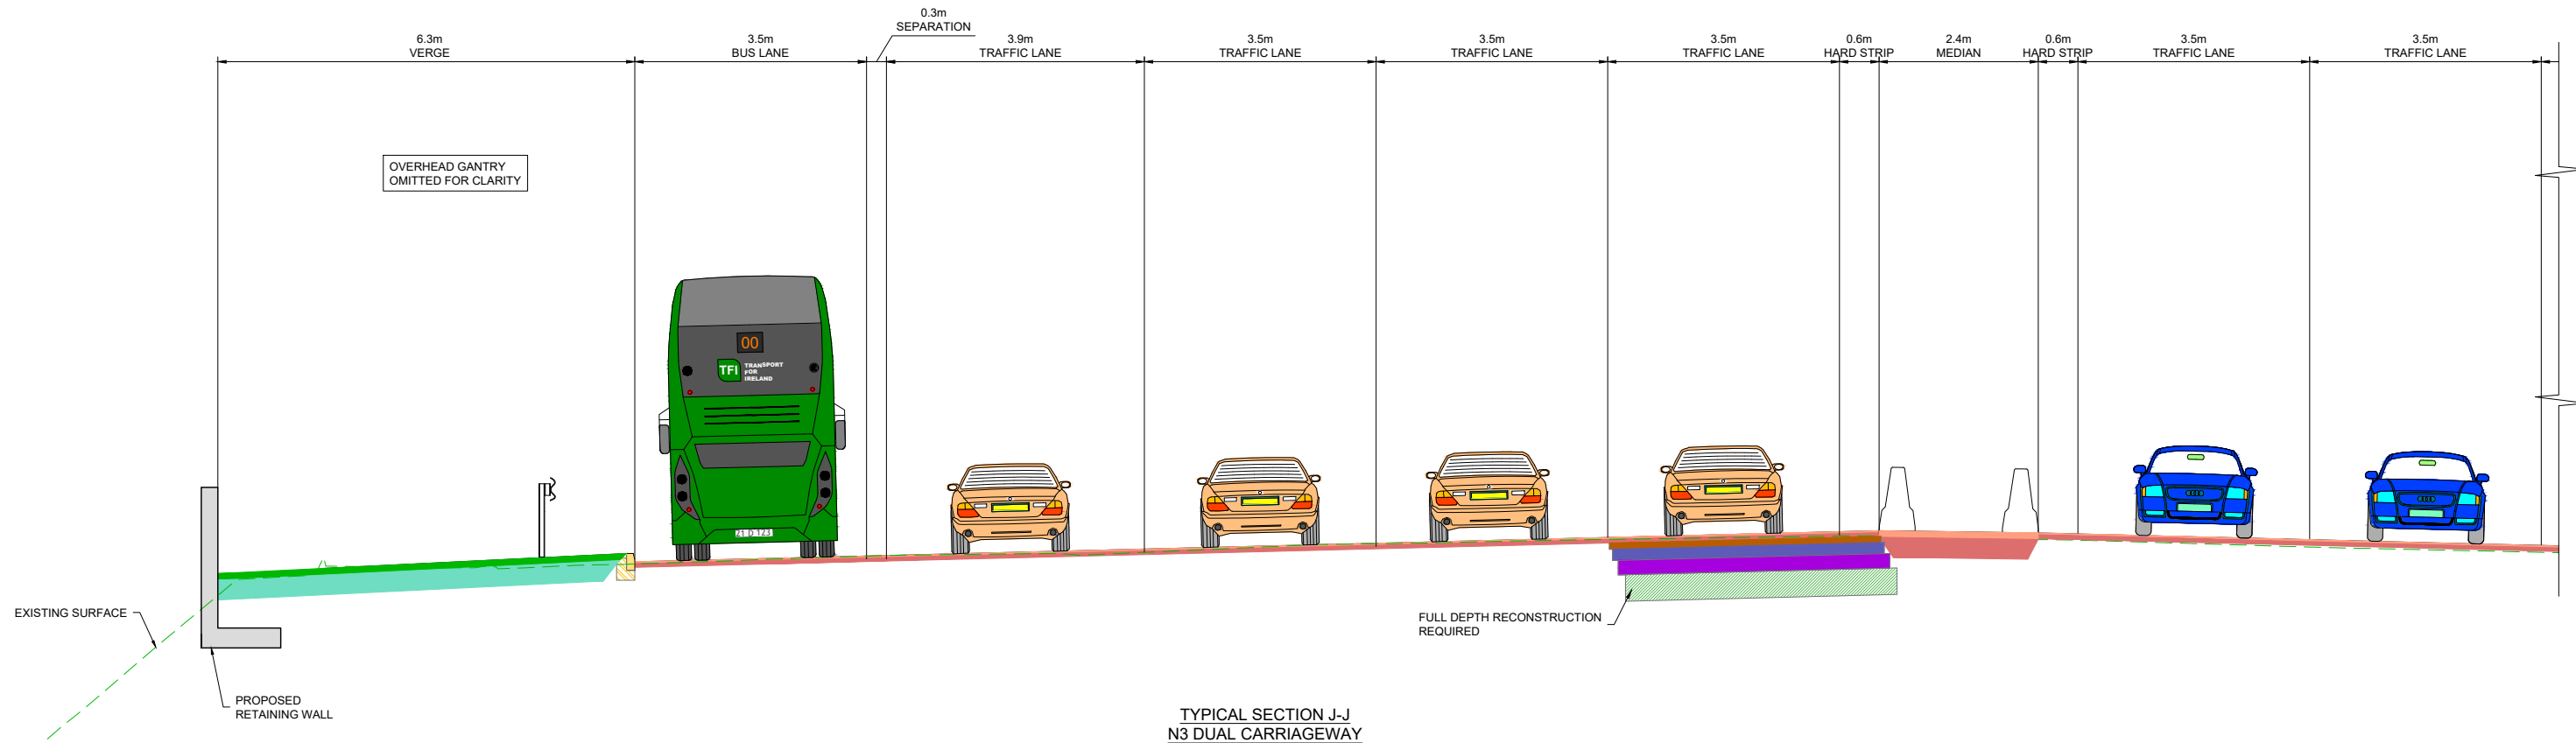 0.3m
SEPARATION
6.3m
VERGE
3.5m
BUS LANE
3.9m
TRAFFIC LANE
3.5m
TRAFFIC LANE
3.5m
TRAFFIC LANE
3.5m
TRAFFIC LANE
0.6m
HARD STRIP
2.4m
MEDIAN
0.6m
HARD STRIP
3.5m
TRAFFIC LANE
3.5m
TRAFFIC LANE
OVERHEAD GANTRY
OMITTED FOR CLARITY
00
TFI
TRANSPORT
FOR
IRELAND
21 D 123
EXISTING SURFACE
FULL DEPTH RECONSTRUCTION
REQUIRED
PROPOSED
RETAINING WALL
TYPICAL SECTION J-J
N3 DUAL CARRIAGEWAY